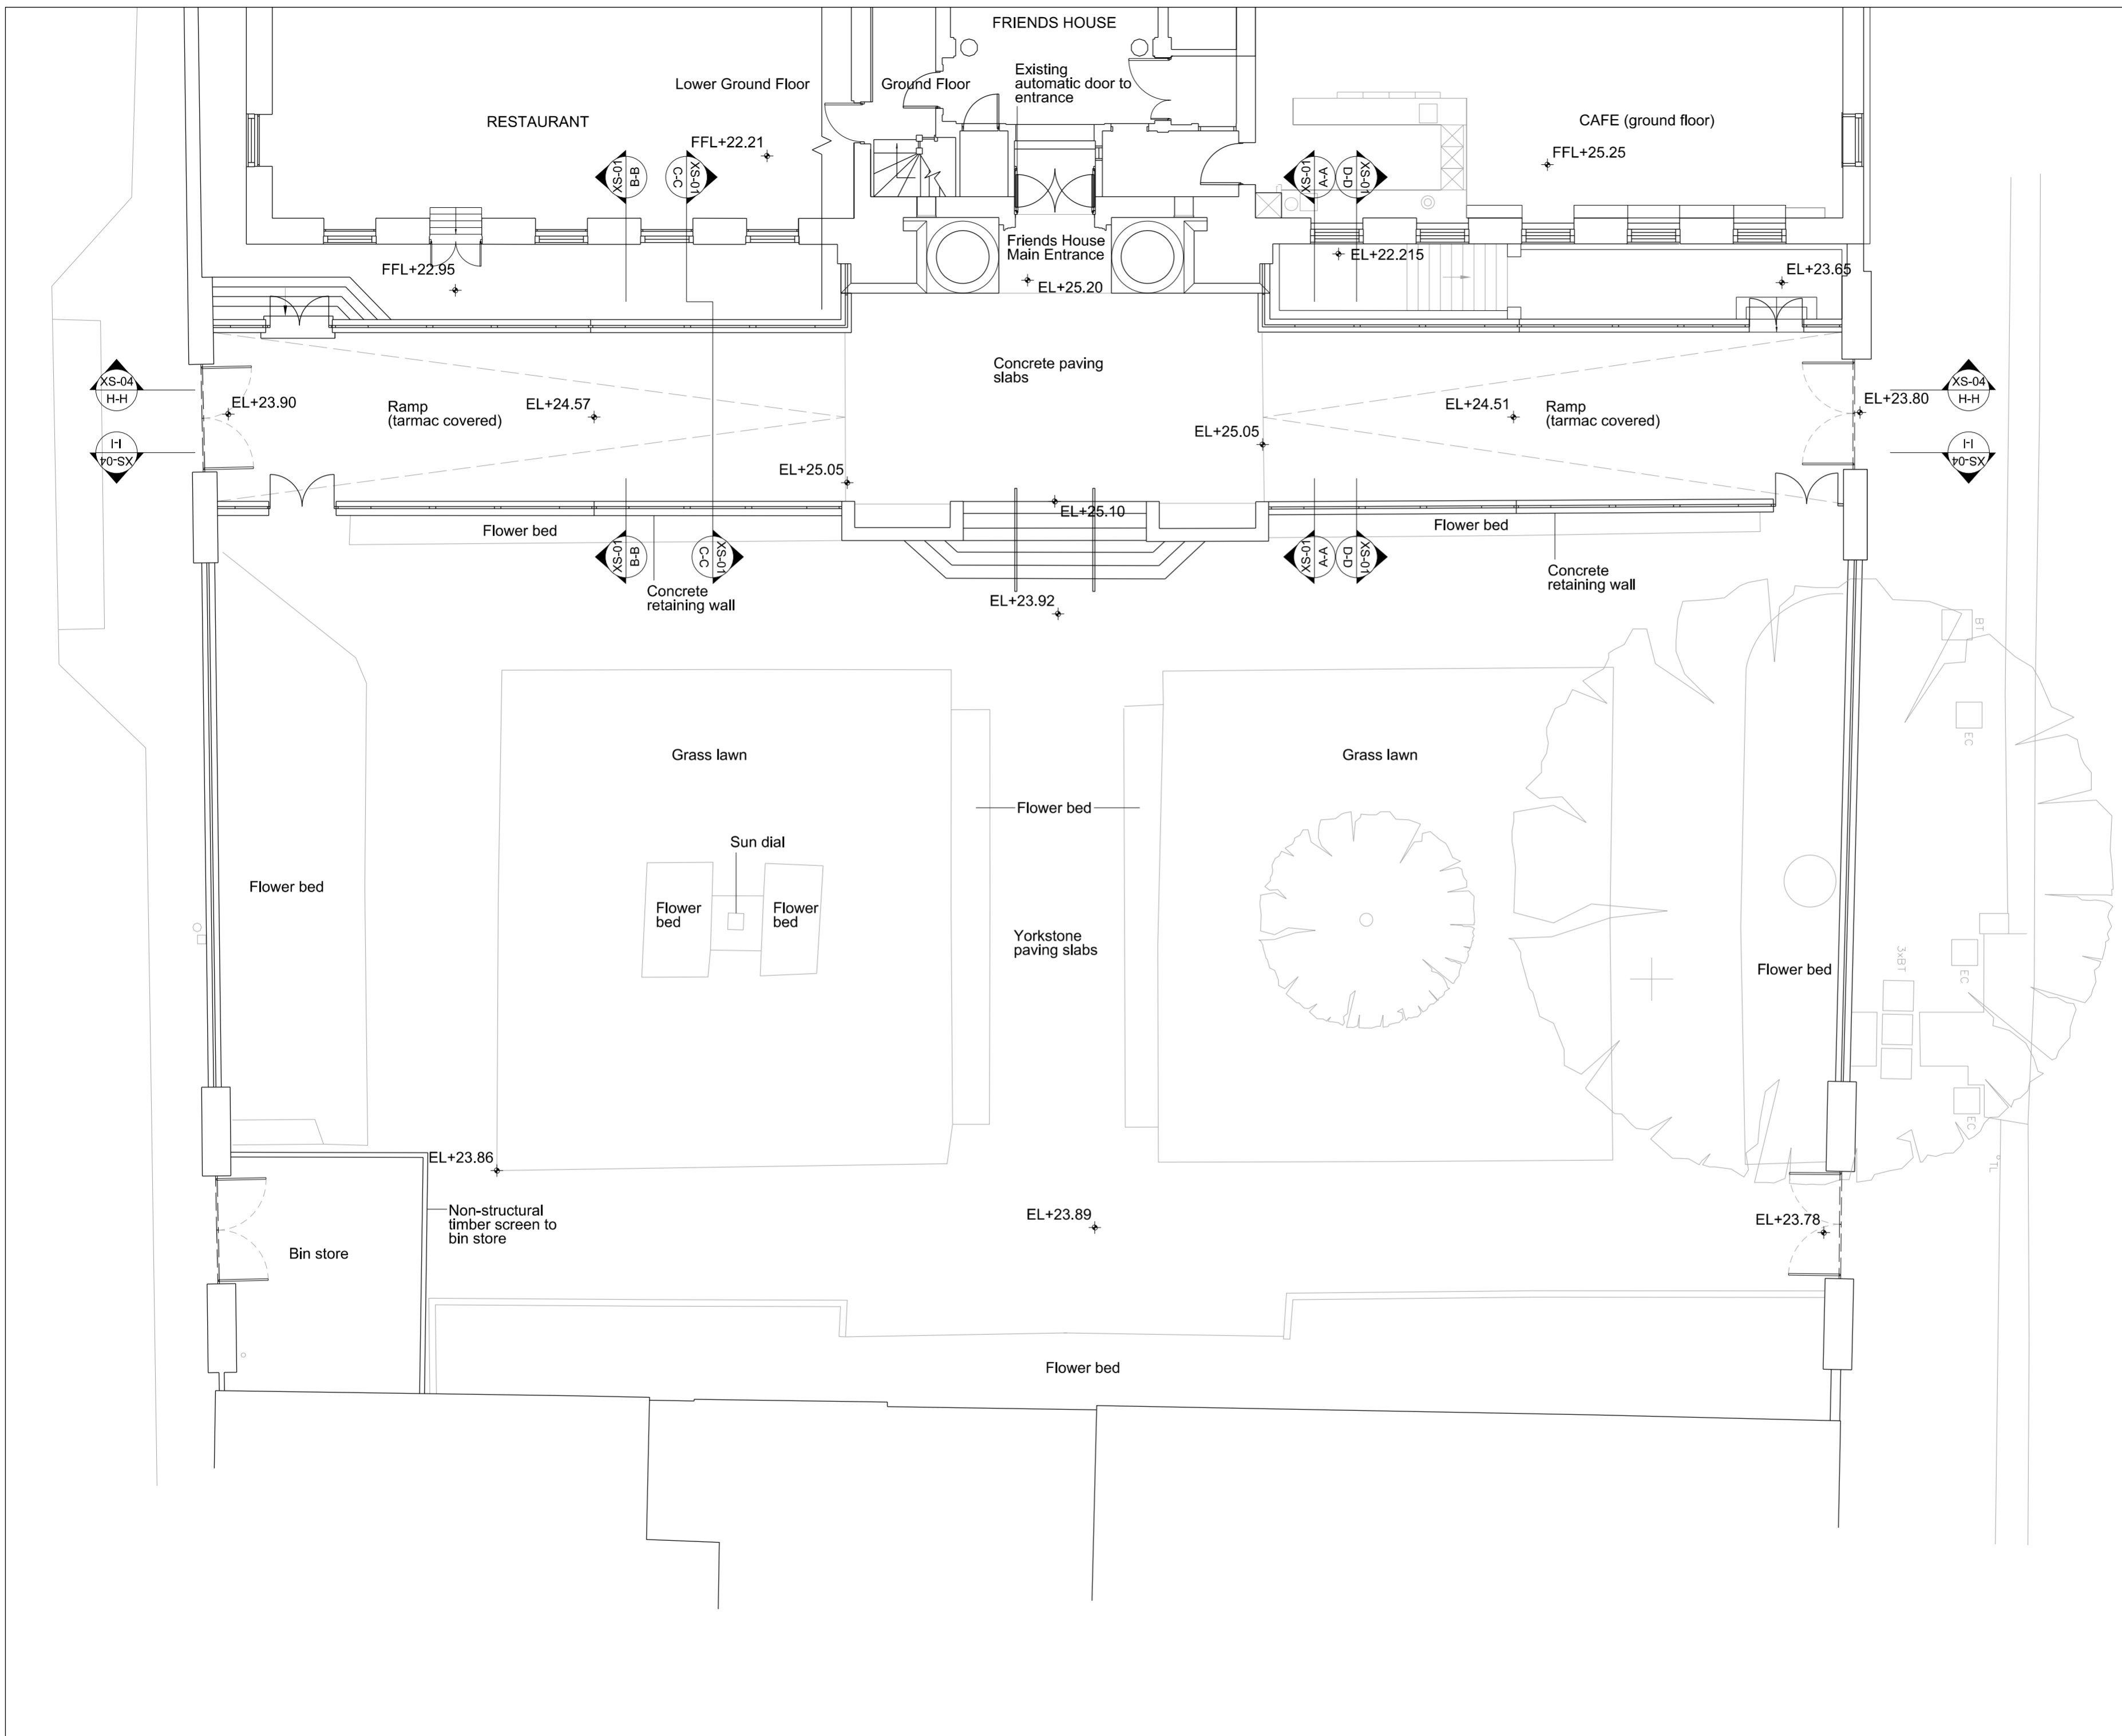 FRIENDS HOUSE
Lower Ground Floor
Ground Floor
Existing
automatic door to
entrance
RESTAURANT
CAFE (ground floor)
FFL+22.21
FFL+25.25
XS-01
B-B
XS-01
C-C
XS-01
A-A
XS-01
D-D
Friends House
Main Entrance
FFL+22.95
EL+22.215
EL+23.65
EL+25.20
Concrete paving
slabs
XS-04
H-H
XS-04
H-H
EL+23.90
Ramp
(tarmac covered)
EL+24.57
EL+24.51
Ramp
(tarmac covered)
EL+23.80
I-I
XS-04
I-I
XS-04
EL+25.05
EL+25.05
EL+25.10
Flower bed
Flower bed
XS-01
B-B
XS-01
C-C
XS-01
A-A
XS-01
D-D
Concrete
retaining wall
Concrete
retaining wall
EL+23.92
BT
EC
Grass lawn
Grass lawn
Flower bed
Sun dial
Flower bed
Flower
bed
Flower
bed
Yorkstone
paving slabs
3xBT
EC
Flower bed
EC
TL
EL+23.86
Non-structural
timber screen to
bin store
Bin store
EL+23.89
EL+23.78
Flower bed